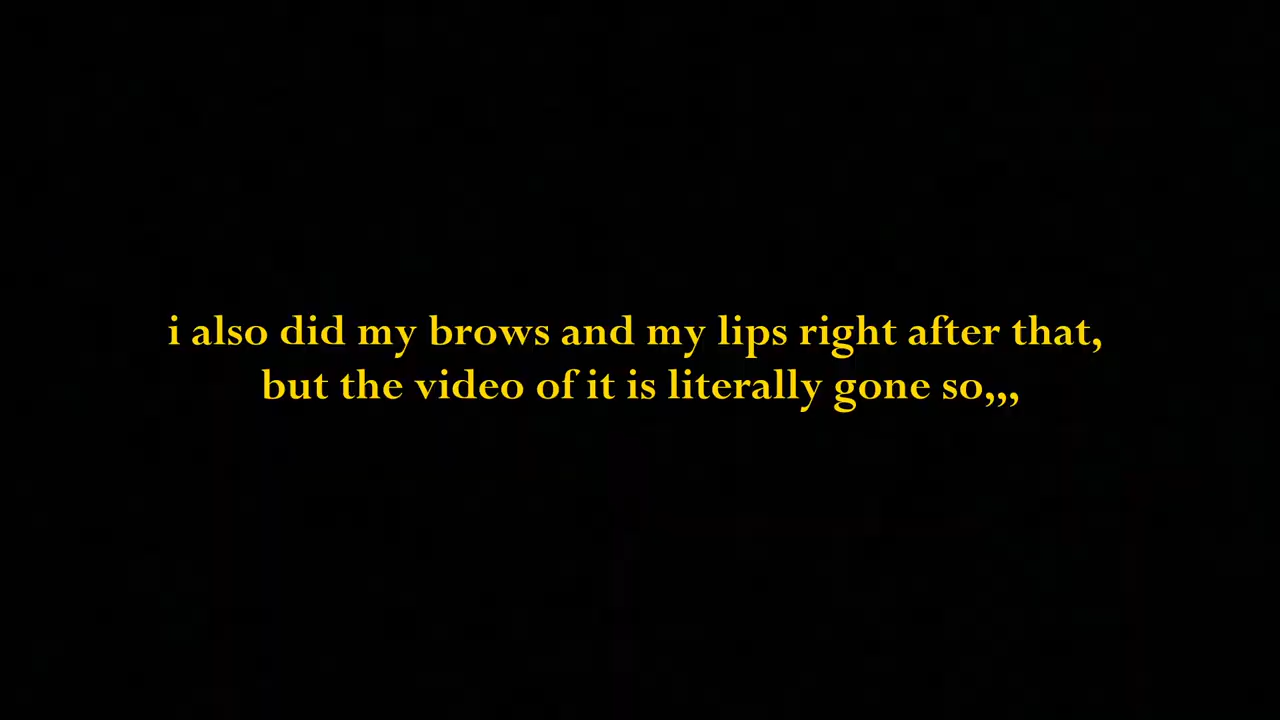 i also did my brows and my lips right after that,
but the video of it is literally gone so,,,